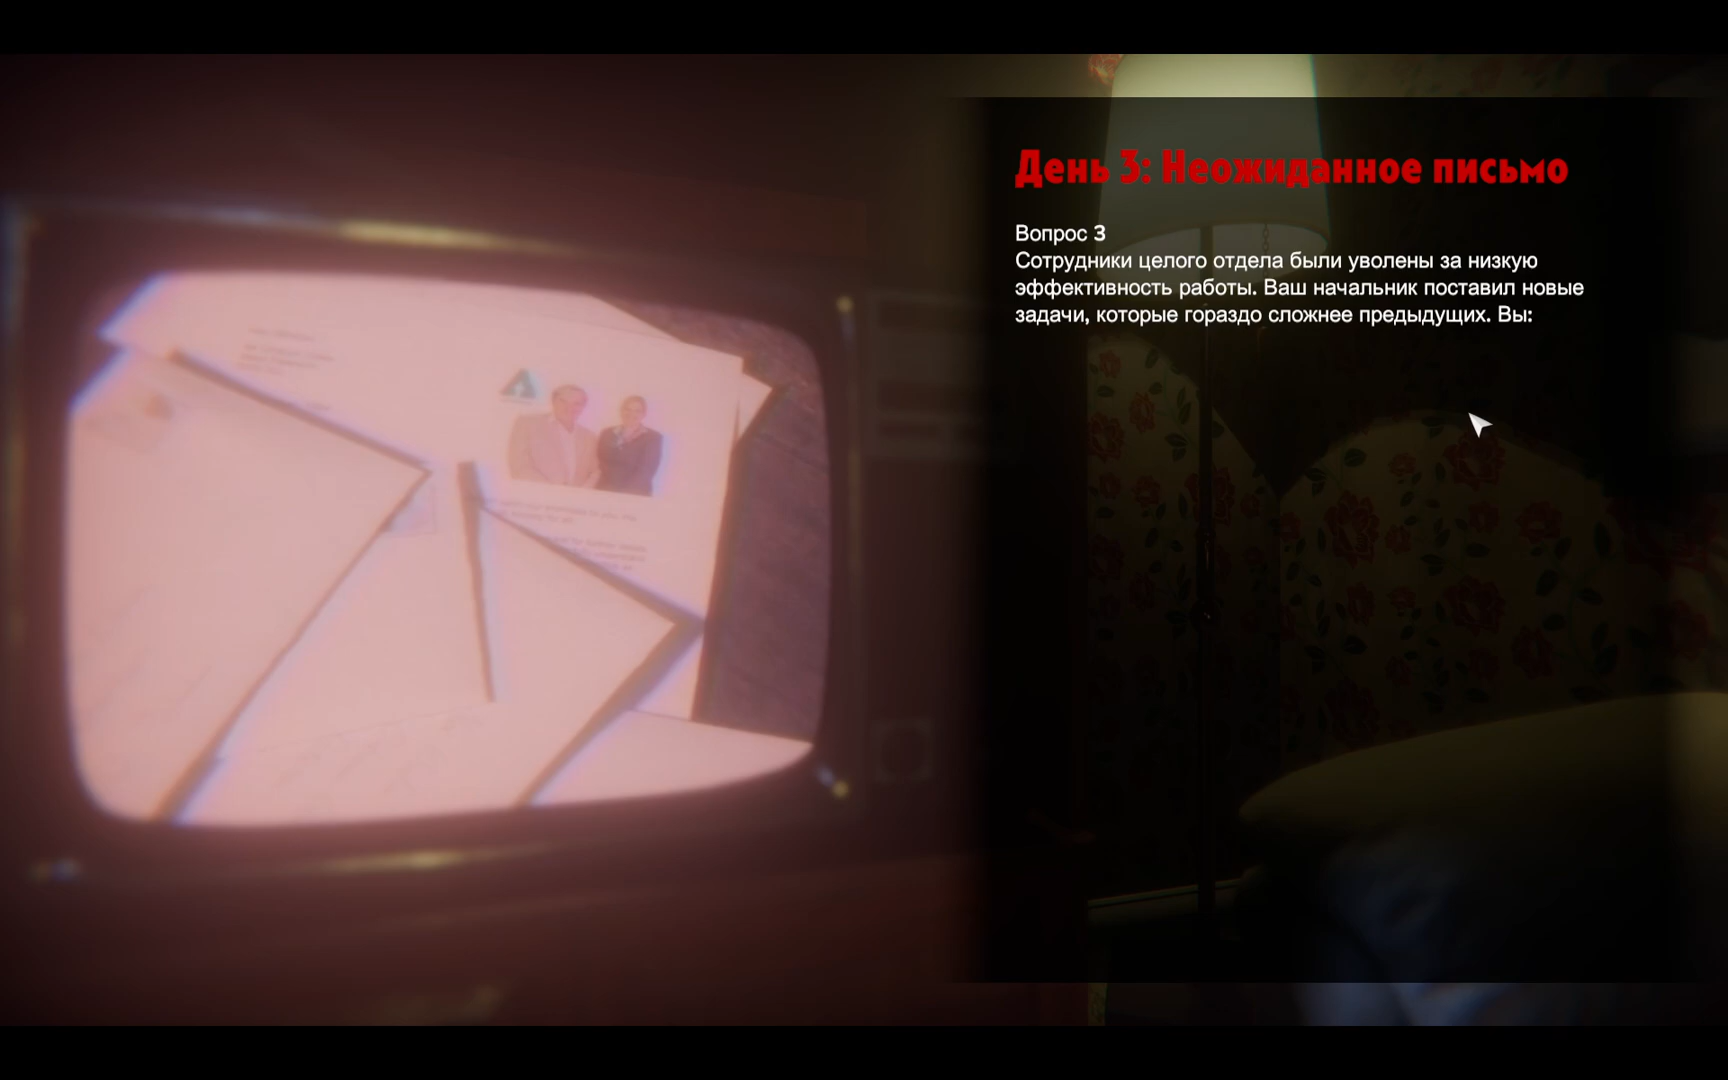 День 3: Неожиданное письмо
Вопрос 3
Сотрудники целого отдела были уволены за низкую
эффективность работы. Ваш начальник поставил новые
задачи, которые гораздо сложнее предыдущих. Вы: